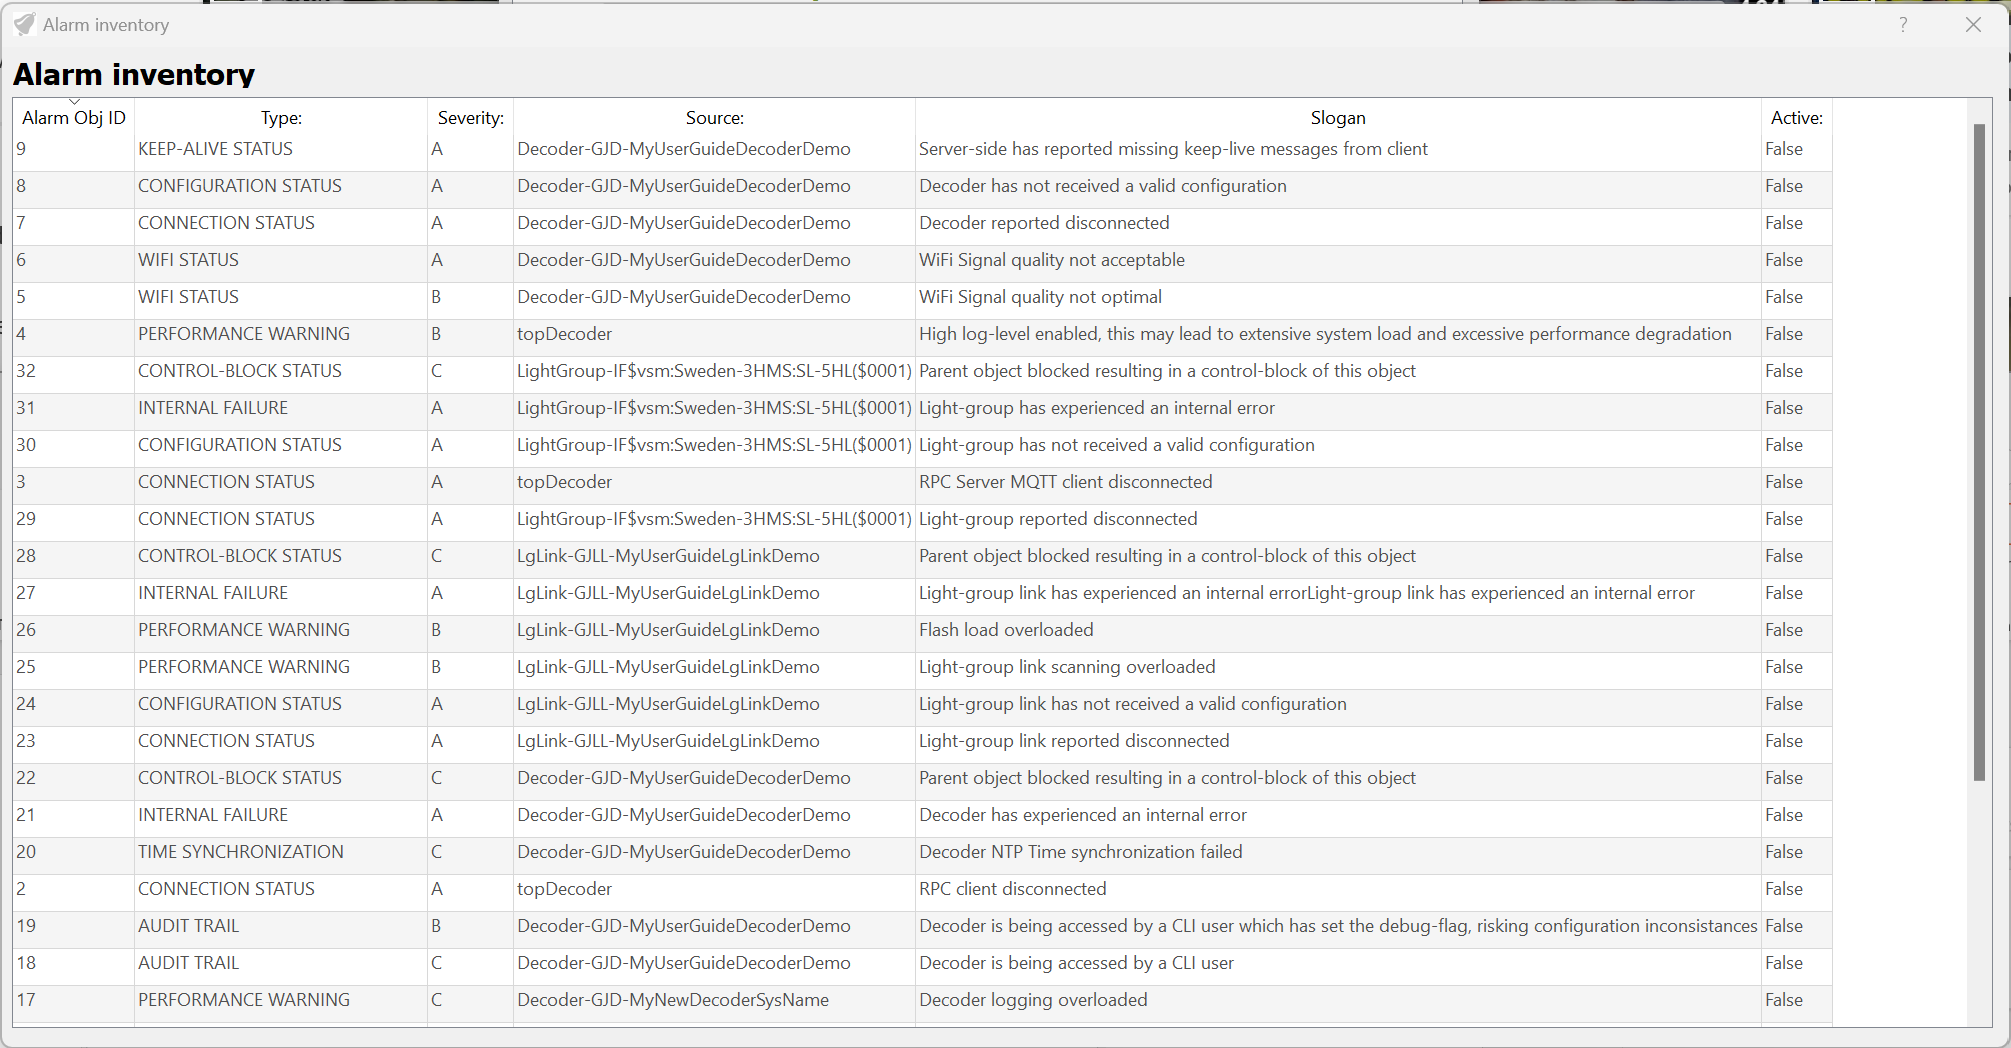 Alarm inventory
?
Alarm inventory
Alarm Obj ID Type: Severity: Source: Slogan Active:
9 KEEP-ALIVE STATUS A Decoder-GJD-MyUserGuideDecoderDemo Server-side has reported missing keep-live messages from client False
8 CONFIGURATION STATUS A Decoder-GJD-MyUserGuideDecoderDemo Decoder has not received a valid configuration False
7 CONNECTION STATUS A Decoder-GJD-MyUserGuideDecoderDemo Decoder reported disconnected False
6 WIFI STATUS A Decoder-GJD-MyUserGuideDecoderDemo WiFi Signal quality not acceptable False
5 WIFI STATUS B Decoder-GJD-MyUserGuideDecoderDemo WiFi Signal quality not optimal False
4 PERFORMANCE WARNING B topDecoder High log-level enabled, this may lead to extensive system load and excessive performance degradation False
32 CONTROL-BLOCK STATUS C LightGroup-IF$vsm:Sweden-3HMS:SL-5HL($0001) Parent object blocked resulting in a control-block of this object False
31 INTERNAL FAILURE A LightGroup-IF$vsm:Sweden-3HMS:SL-5HL($0001) Light-group has experienced an internal error False
30 CONFIGURATION STATUS A LightGroup-IF$vsm:Sweden-3HMS:SL-5HL($0001) Light-group has not received a valid configuration False
3 CONNECTION STATUS A topDecoder RPC Server MQTT client disconnected False
29 CONNECTION STATUS A LightGroup-IF$vsm:Sweden-3HMS:SL-5HL($0001) Light-group reported disconnected False
28 CONTROL-BLOCK STATUS C LgLink-GJLL-MyUserGuideLgLinkDemo Parent object blocked resulting in a control-block of this object False
27 INTERNAL FAILURE A LgLink-GJLL-MyUserGuideLgLinkDemo Light-group link has experienced an internal errorLight-group link has experienced an internal error False
26 PERFORMANCE WARNING B LgLink-GJLL-MyUserGuideLgLinkDemo Flash load overloaded False
25 PERFORMANCE WARNING B LgLink-GJLL-MyUserGuideLgLinkDemo Light-group link scanning overloaded False
24 CONFIGURATION STATUS A LgLink-GJLL-MyUserGuideLgLinkDemo Light-group link has not received a valid configuration False
23 CONNECTION STATUS A LgLink-GJLL-MyUserGuideLgLinkDemo Light-group link reported disconnected False
22 CONTROL-BLOCK STATUS C Decoder-GJD-MyUserGuideDecoderDemo Parent object blocked resulting in a control-block of this object False
21 INTERNAL FAILURE A Decoder-GJD-MyUserGuideDecoderDemo Decoder has experienced an internal error False
20 TIME SYNCHRONIZATION C Decoder-GJD-MyUserGuideDecoderDemo Decoder NTP Time synchronization failed False
2 CONNECTION STATUS A topDecoder RPC client disconnected False
19 AUDIT TRAIL B Decoder-GJD-MyUserGuideDecoderDemo Decoder is being accessed by a CLI user which has set the debug-flag, risking configuration inconsistances False
18 AUDIT TRAIL C Decoder-GJD-MyUserGuideDecoderDemo Decoder is being accessed by a CLI user False
17 PERFORMANCE WARNING C Decoder-GJD-MyNewDecoderSysName Decoder logging overloaded False